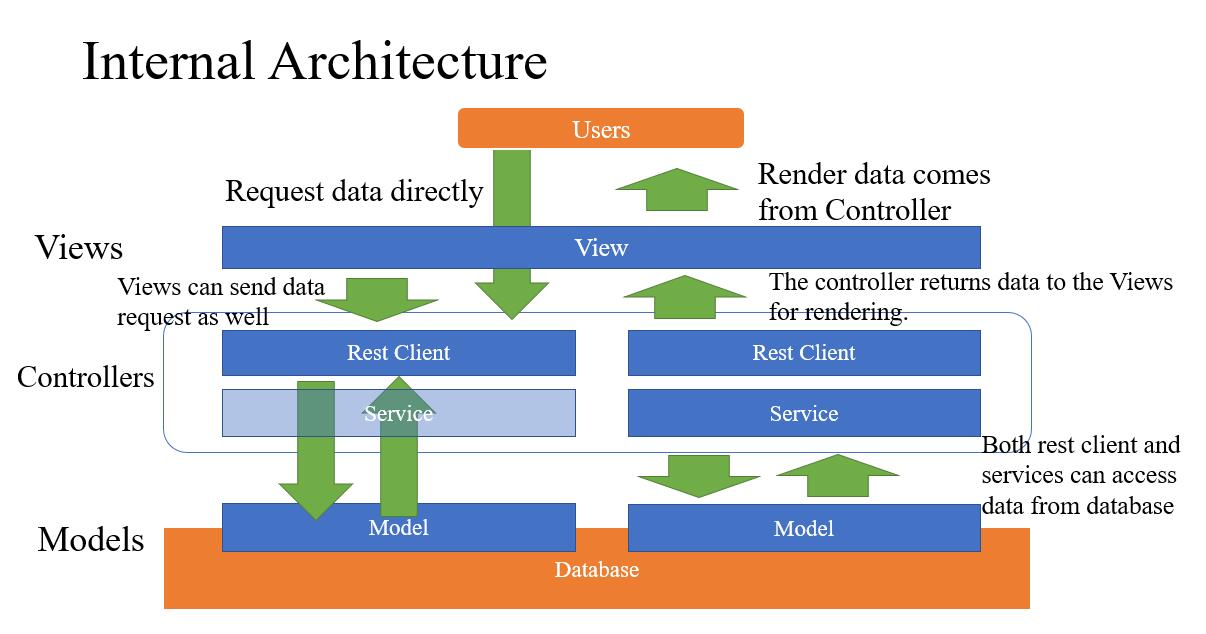 Internal Architecture
Users
Request data directly
Render data comes
from Controller
Views
View
Views can send data
request as well
The controller returns data to the Views
for rendering.
Controllers
Rest Client
Rest Client
Service
Service
Both rest client and
services can access
data from database
Models
Model
Model
Database